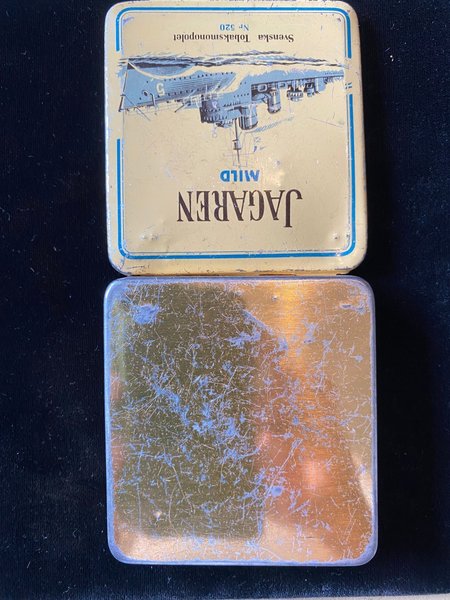 JAGAREN
MILD
Svenska Tobaksmonopolet
Nr 520